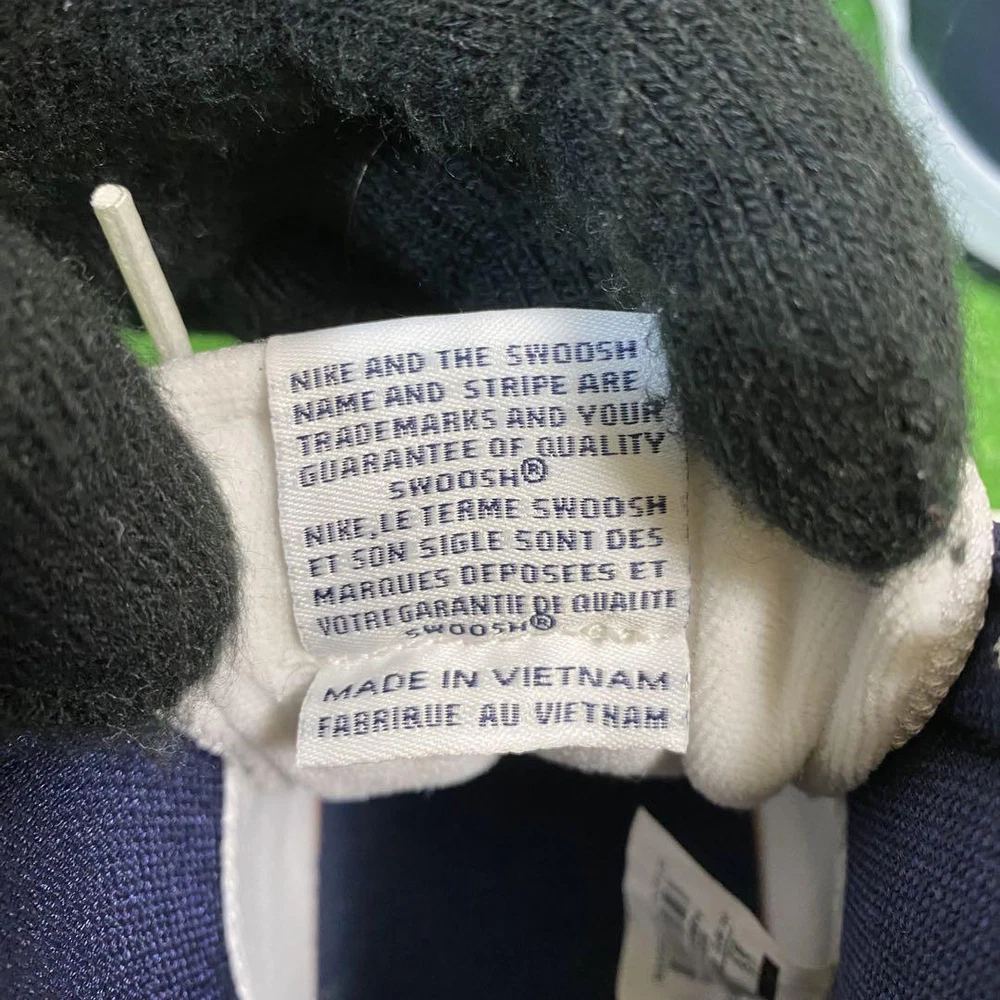 NIKE AND THE SWOOSH
NAME AND STRIPE ARE
TRADEMARKS AND YOUR
GUARANTEE OF QUALITY
SWOOSH®
NIKE, LE TERME SWOOSH
ET SON SIGLE SONT DES
MARQUES DEPOSEES ET
VOTRE GARANTIE DE QUALITE
SWOOSH®
MADE IN VIETNAM
FABRIQUE AU VIETNAM